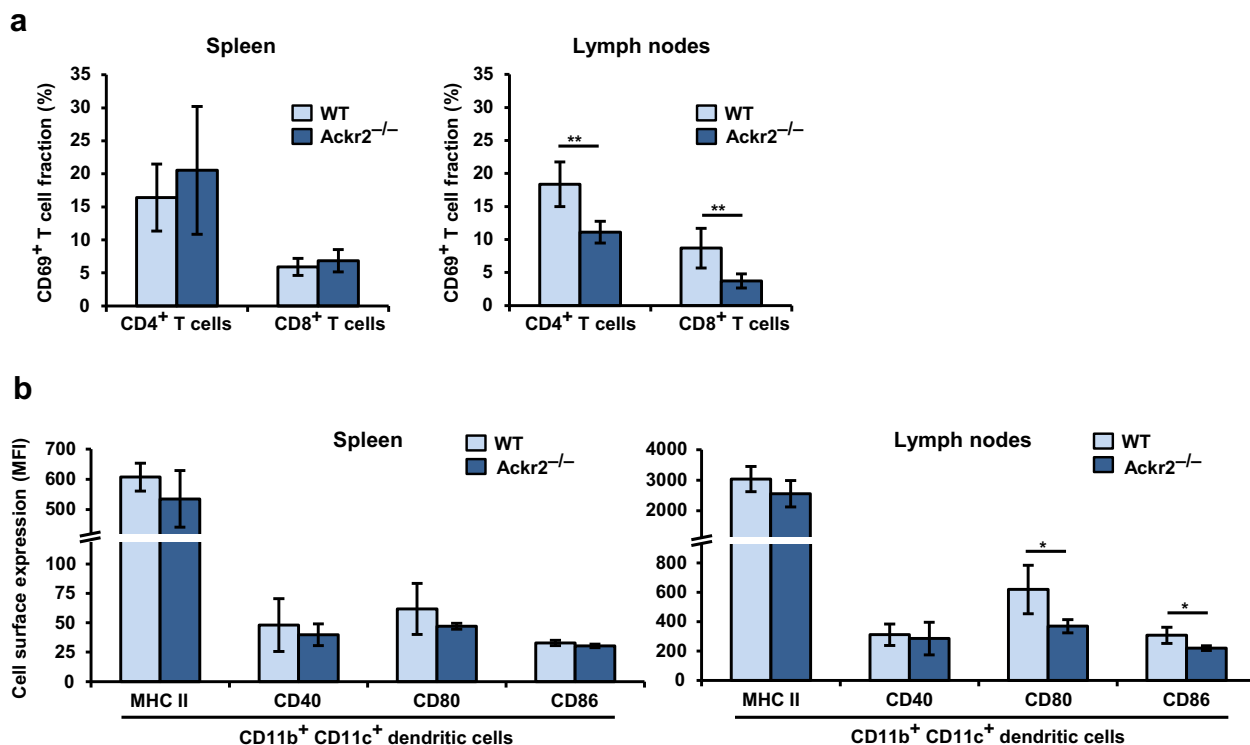 a
Spleen
CD69+ T cell fraction (%)
35
30
25
20
15
10
5
0
WT
Ackr2–/–
CD4+ T cells
CD8+ T cells
Lymph nodes
CD69+ T cell fraction (%)
35
30
25
20
15
10
5
0
WT
Ackr2–/–
**
**
CD4+ T cells
CD8+ T cells
b
Spleen
Cell surface expression (MFI)
700
600
500
100
75
50
25
0
WT
Ackr2–/–
MHC II
CD40
CD80
CD86
CD11b+ CD11c+ dendritic cells
Lymph nodes
4000
3000
2000
800
600
400
200
0
WT
Ackr2–/–
*
*
MHC II
CD40
CD80
CD86
CD11b+ CD11c+ dendritic cells